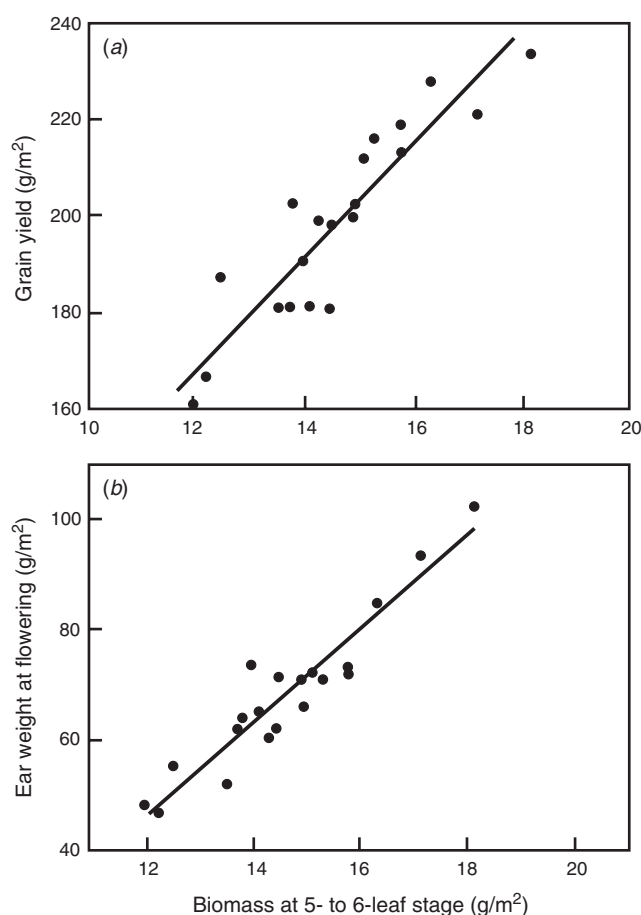 240
(a)
220
Grain yield (g/m²)
200
180
160
10 12 14 16 18 20
(b)
100
Ear weight at flowering (g/m²)
80
60
40
12 14 16 18 20
Biomass at 5- to 6-leaf stage (g/m²)